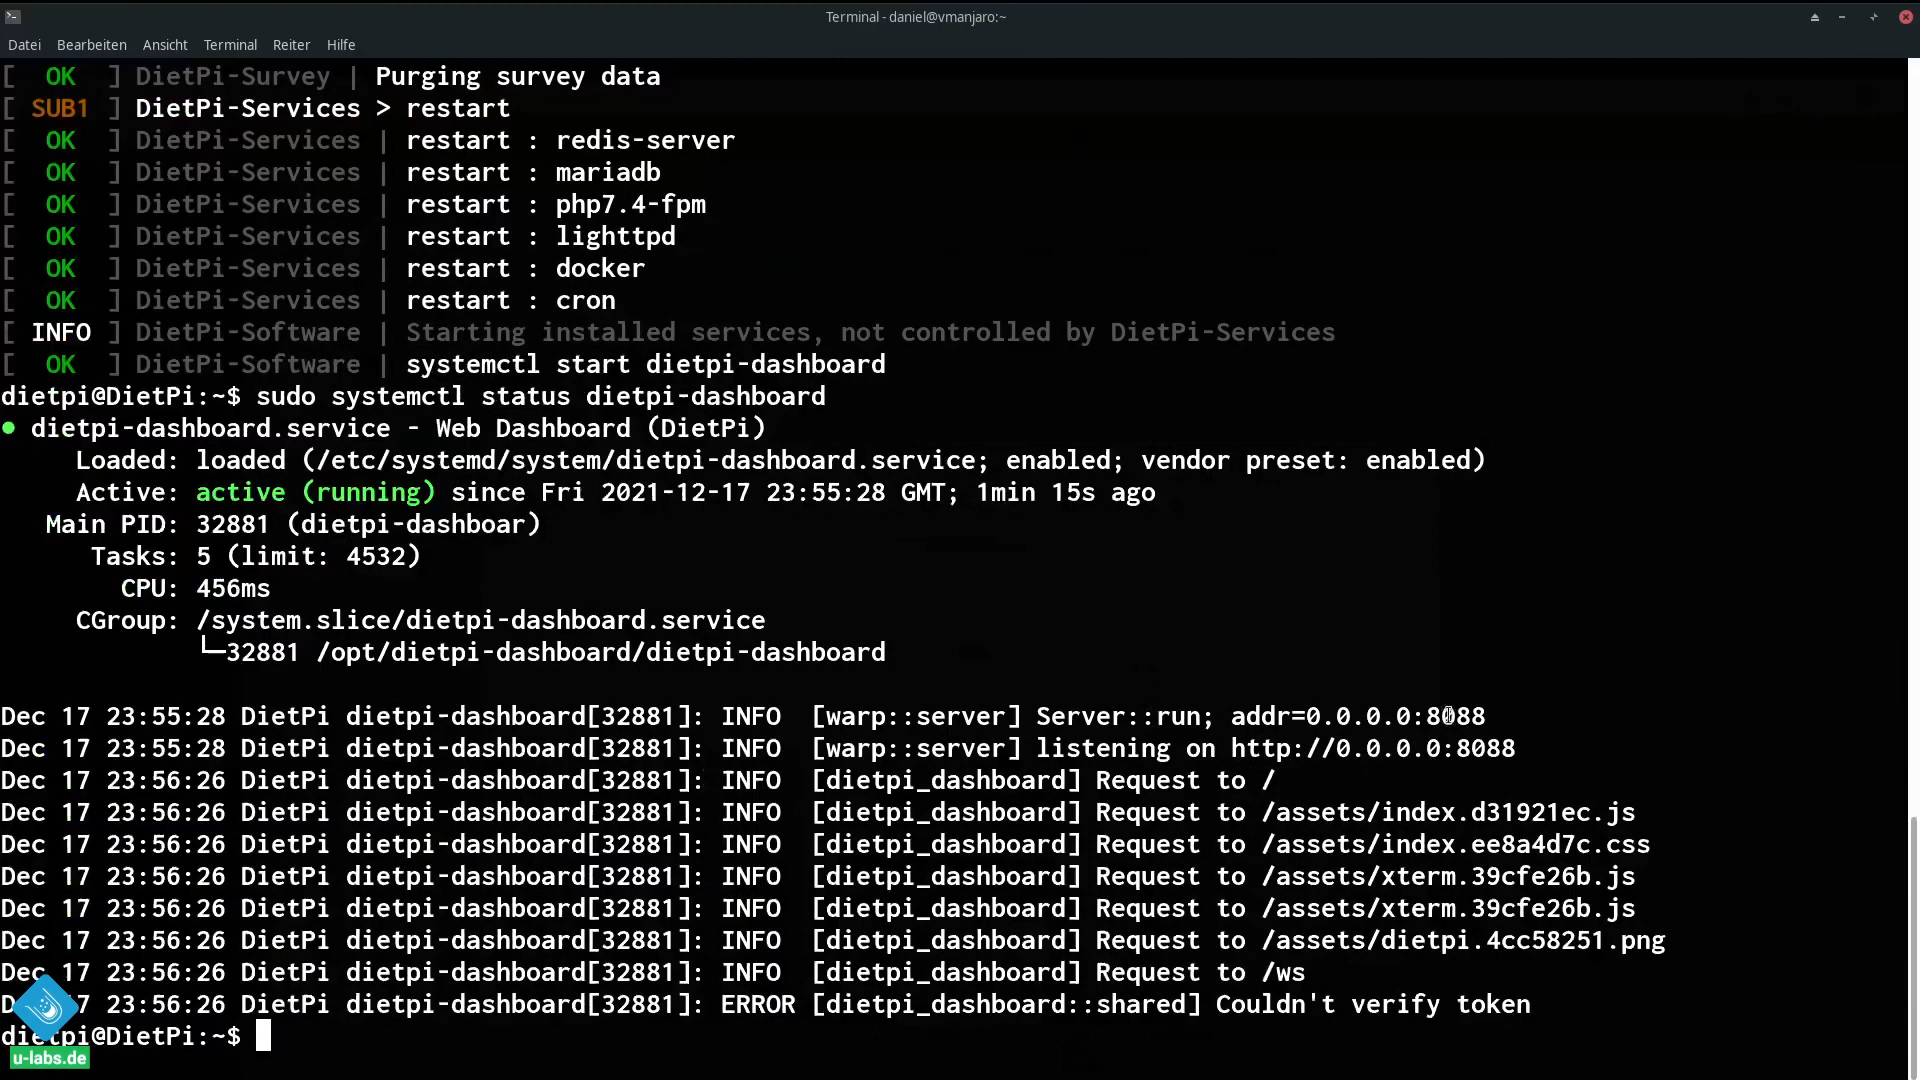 Terminal - daniel@vmanjaro:~
Datei Bearbeiten Ansicht Terminal Reiter Hilfe
[ OK ] DietPi-Survey | Purging survey data
[ SUB1 ] DietPi-Services > restart
[ OK ] DietPi-Services | restart : redis-server
[ OK ] DietPi-Services | restart : mariadb
[ OK ] DietPi-Services | restart : php7.4-fpm
[ OK ] DietPi-Services | restart : lighttpd
[ OK ] DietPi-Services | restart : docker
[ OK ] DietPi-Services | restart : cron
[ INFO ] DietPi-Software | Starting installed services, not controlled by DietPi-Services
[ OK ] DietPi-Software | systemctl start dietpi-dashboard
dietpi@DietPi:~$ sudo systemctl status dietpi-dashboard
● dietpi-dashboard.service - Web Dashboard (DietPi)
Loaded: loaded (/etc/systemd/system/dietpi-dashboard.service; enabled; vendor preset: enabled)
Active: active (running) since Fri 2021-12-17 23:55:28 GMT; 1min 15s ago
Main PID: 32881 (dietpi-dashboar)
Tasks: 5 (limit: 4532)
CPU: 456ms
CGroup: /system.slice/dietpi-dashboard.service
└─32881 /opt/dietpi-dashboard/dietpi-dashboard
Dec 17 23:55:28 DietPi dietpi-dashboard[32881]: INFO [warp::server] Server::run; addr=0.0.0.0:8088
Dec 17 23:55:28 DietPi dietpi-dashboard[32881]: INFO [warp::server] listening on http://0.0.0.0:8088
Dec 17 23:56:26 DietPi dietpi-dashboard[32881]: INFO [dietpi_dashboard] Request to /
Dec 17 23:56:26 DietPi dietpi-dashboard[32881]: INFO [dietpi_dashboard] Request to /assets/index.d31921ec.js
Dec 17 23:56:26 DietPi dietpi-dashboard[32881]: INFO [dietpi_dashboard] Request to /assets/index.ee8a4d7c.css
Dec 17 23:56:26 DietPi dietpi-dashboard[32881]: INFO [dietpi_dashboard] Request to /assets/xterm.39cfe26b.js
Dec 17 23:56:26 DietPi dietpi-dashboard[32881]: INFO [dietpi_dashboard] Request to /assets/xterm.39cfe26b.js
Dec 17 23:56:26 DietPi dietpi-dashboard[32881]: INFO [dietpi_dashboard] Request to /assets/dietpi.4cc58251.png
Dec 17 23:56:26 DietPi dietpi-dashboard[32881]: INFO [dietpi_dashboard] Request to /ws
D 7 23:56:26 DietPi dietpi-dashboard[32881]: ERROR [dietpi_dashboard::shared] Couldn't verify token
dietpi@DietPi:~$
u-labs.de